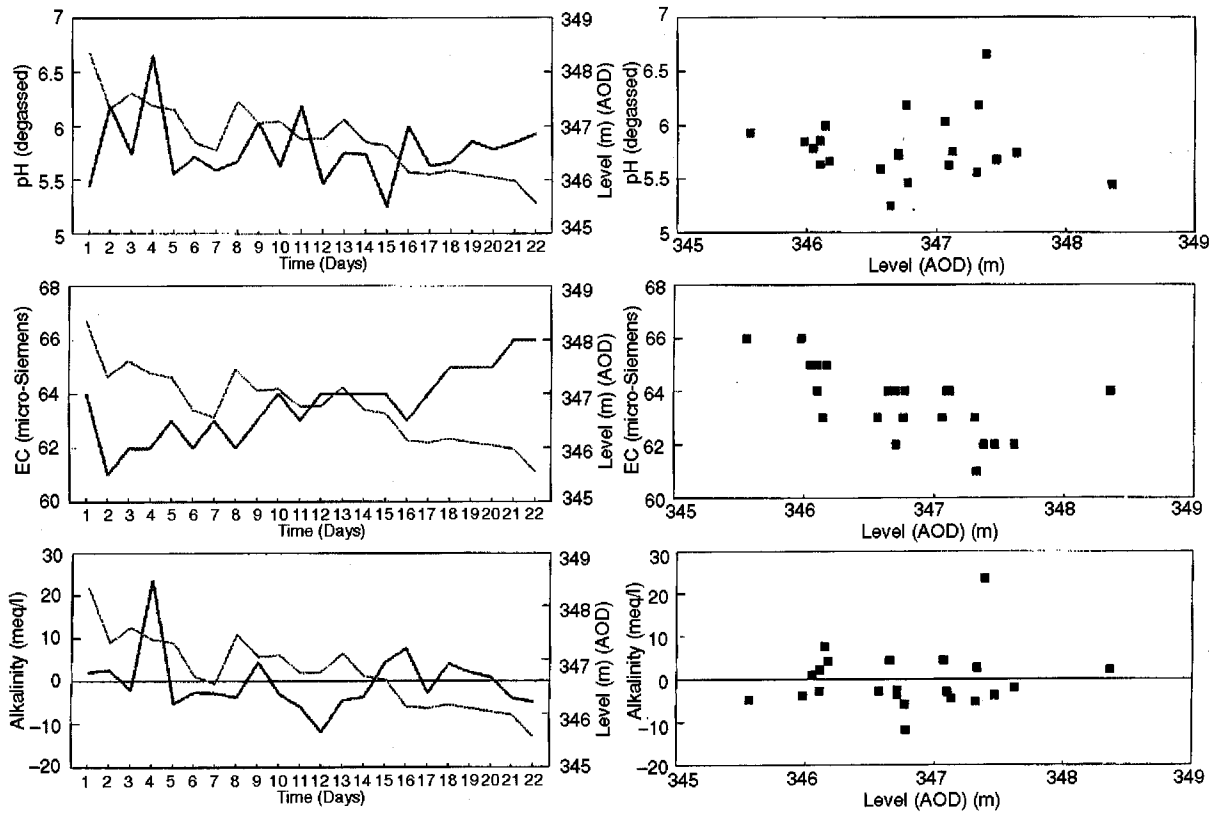 7
6.5
6
5.5
5
pH (degassed)
349
348
347
346
345
Level (m) (AOD)
1 2 3 4 5 6 7 8 9 10 11 12 13 14 15 16 17 18 19 20 21 22
Time (Days)
7
6.5
6
5.5
5
pH (degassed)
345 346 347 348 349
Level (AOD) (m)
68
66
64
62
60
EC (micro-Siemens)
349
348
347
346
345
Level (m) (AOD)
1 2 3 4 5 6 7 8 9 10 11 12 13 14 15 16 17 18 19 20 21 22
Time (Days)
68
66
64
62
60
EC (micro-Siemens)
345 346 347 348 349
Level (AOD) (m)
30
20
10
0
−10
−20
Alkalinity (meq/l)
349
348
347
346
345
Level (m) (AOD)
1 2 3 4 5 6 7 8 9 10 11 12 13 14 15 16 17 18 19 20 21 22
Time (Days)
30
20
10
0
−10
−20
Alkalinity (meq/l)
345 346 347 348 349
Level (AOD) (m)